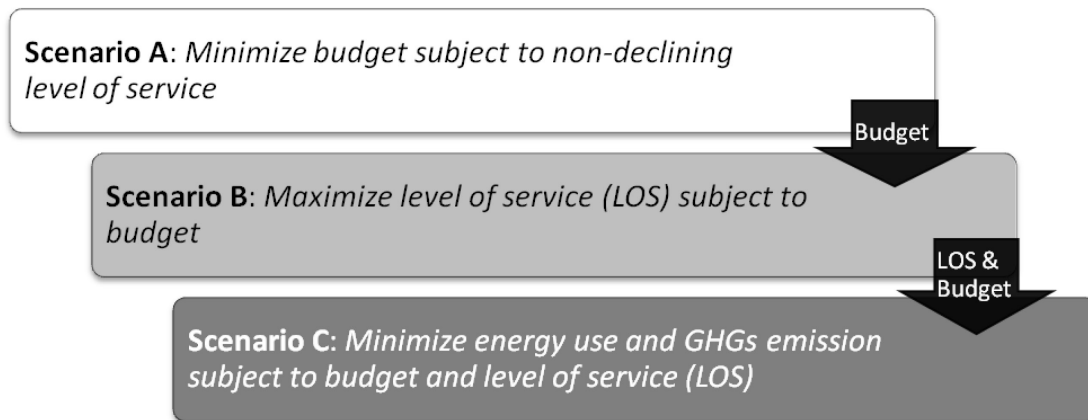 Scenario A: Minimize budget subject to non-declining
level of service
Budget
Scenario B: Maximize level of service (LOS) subject to
budget
LOS &
Budget
Scenario C: Minimize energy use and GHGs emission
subject to budget and level of service (LOS)